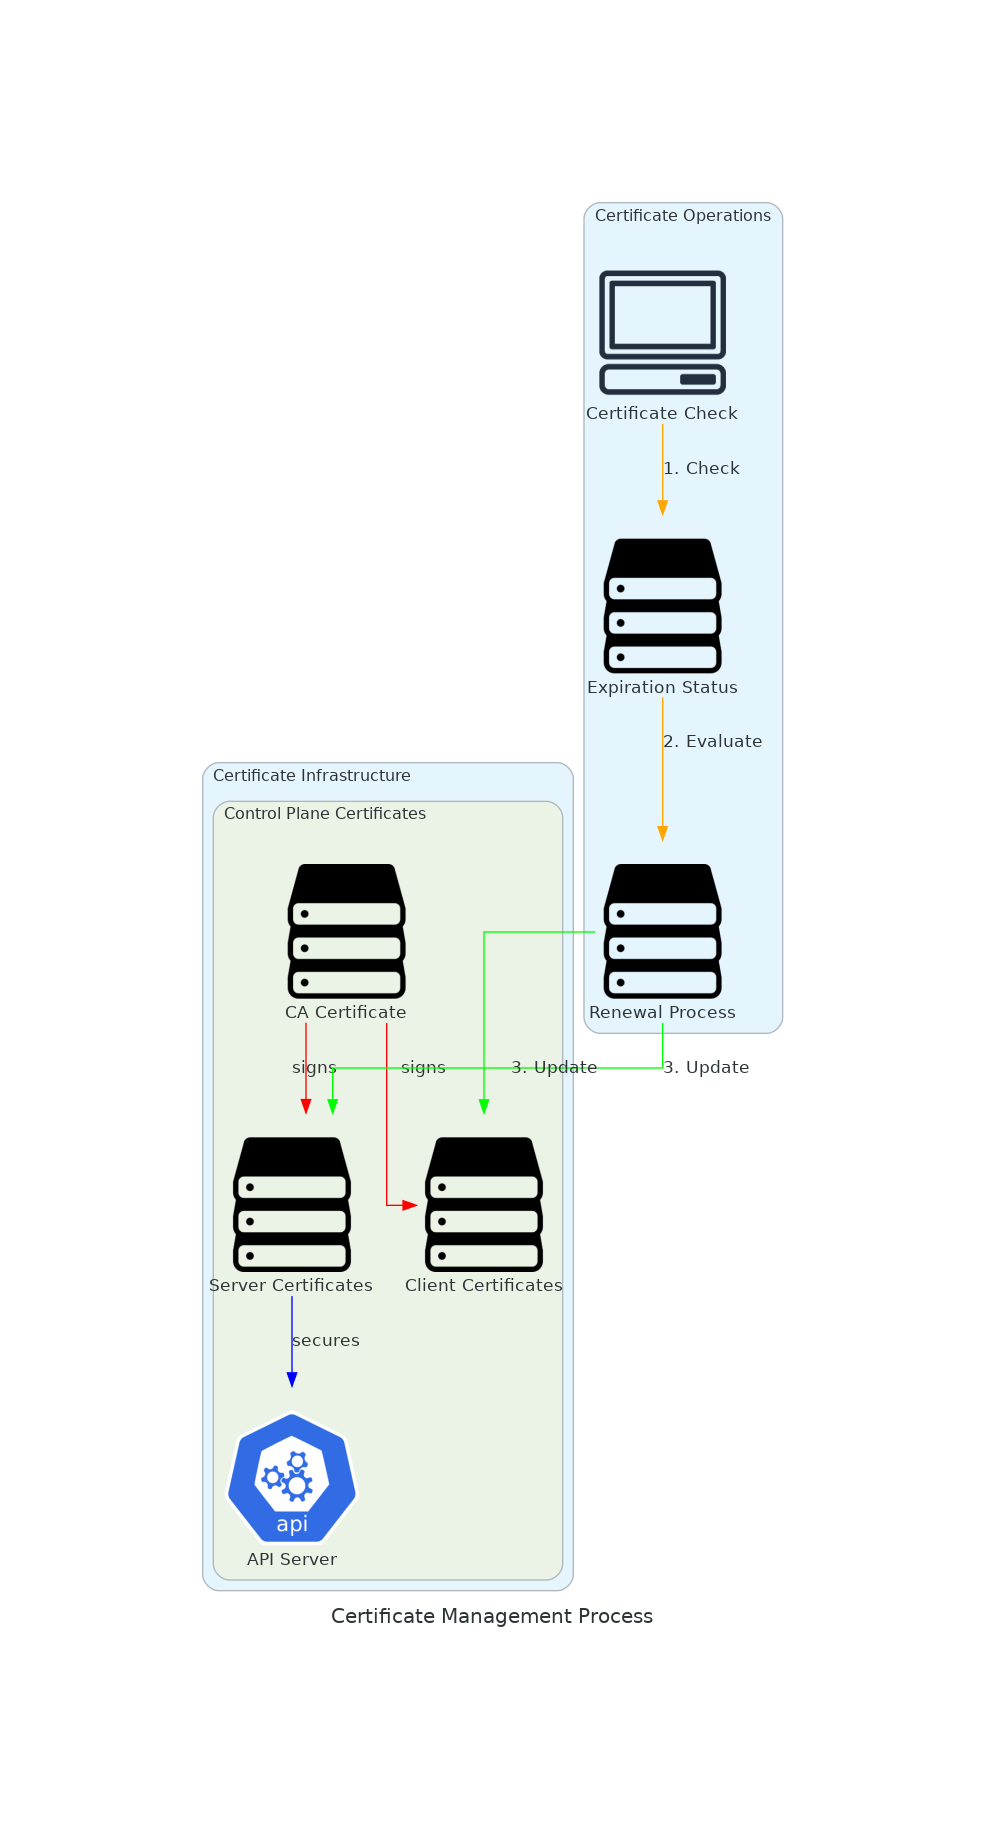 Certificate Operations
Certificate Check
1. Check
Expiration Status
2. Evaluate
Certificate Infrastructure
Control Plane Certificates
CA Certificate
Renewal Process
signs
signs
3. Update
3. Update
Server Certificates
Client Certificates
secures
api
API Server
Certificate Management Process